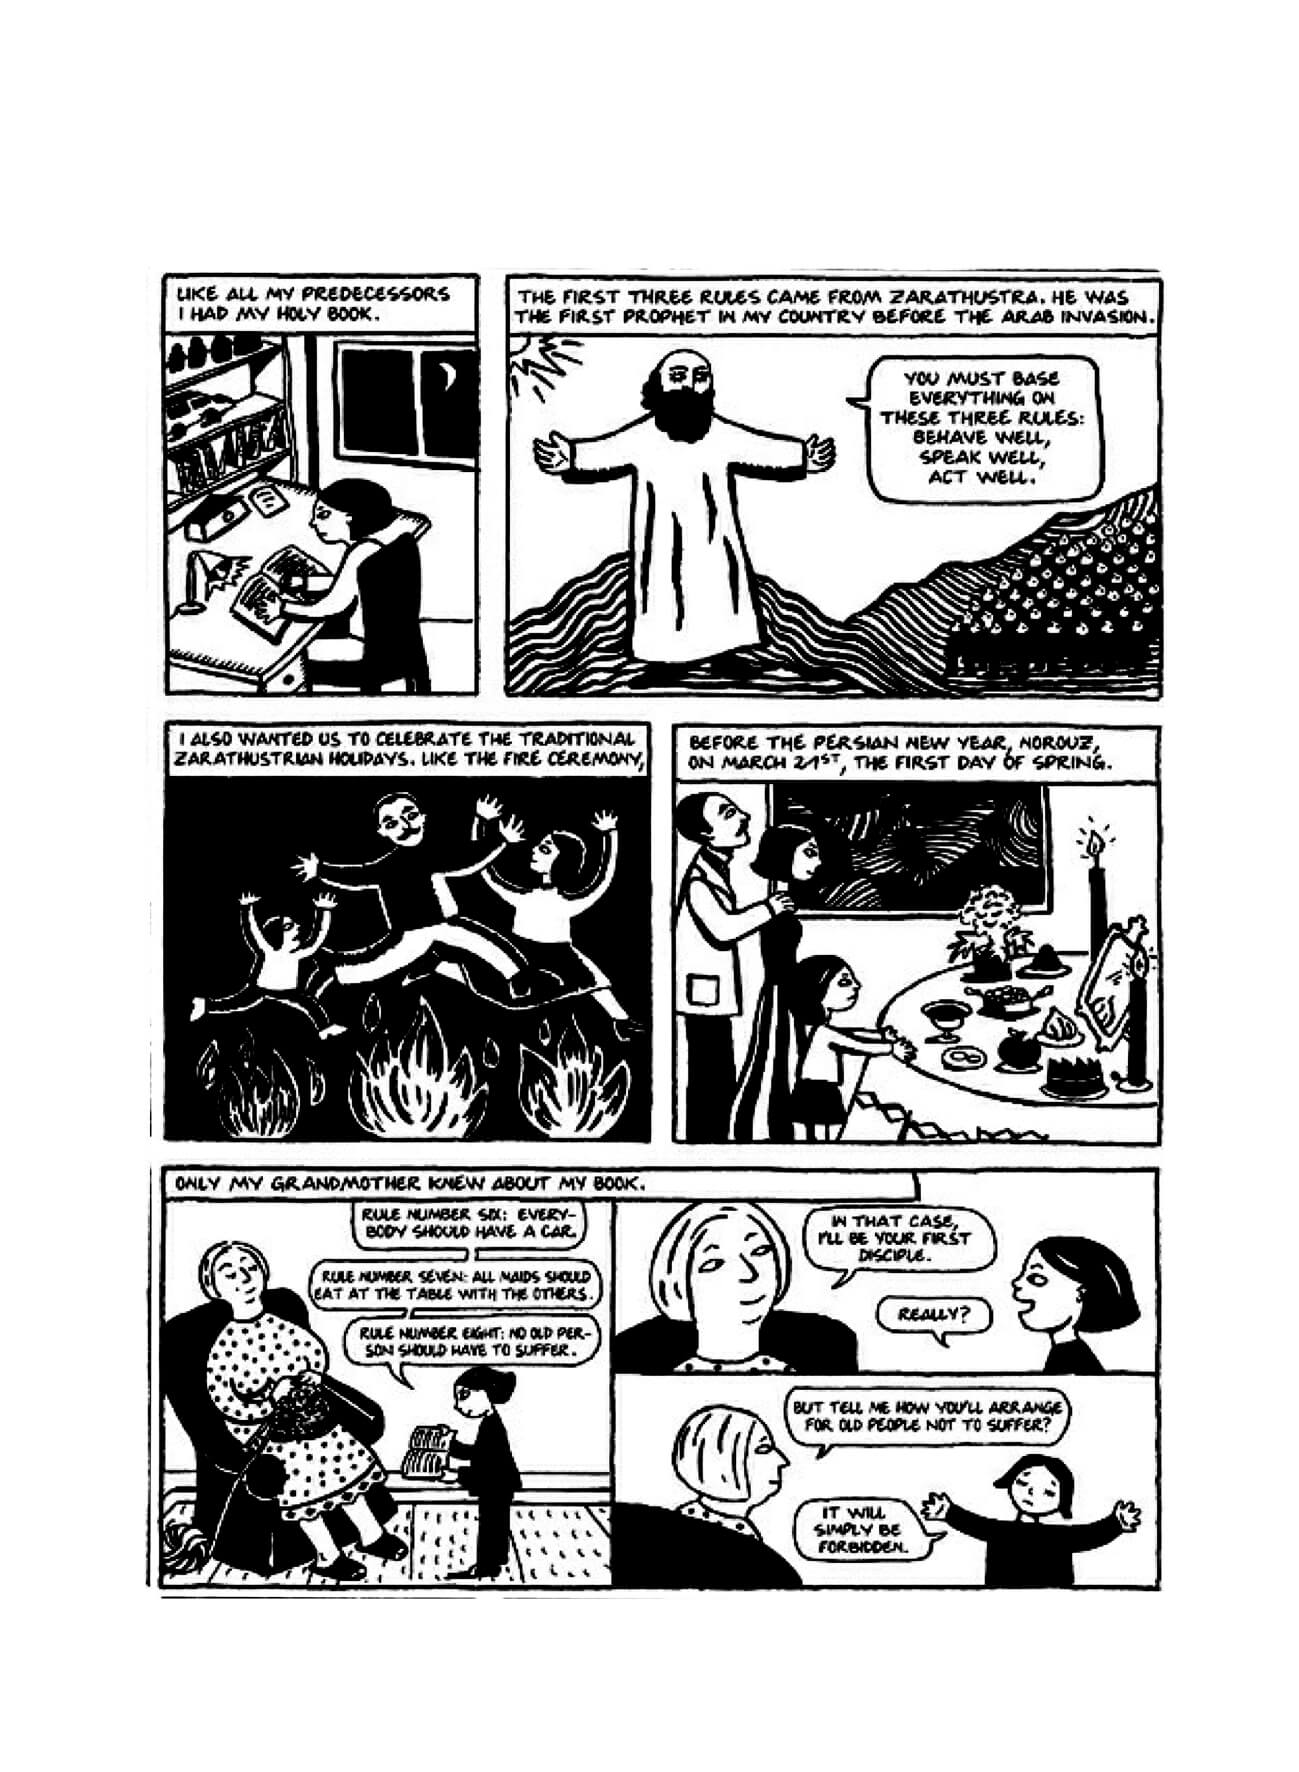 LIKE ALL MY PREDECESSORS
I HAD MY HOLY BOOK.
THE FIRST THREE RULES CAME FROM ZARATHUSTRA. HE WAS
THE FIRST PROPHET IN MY COUNTRY BEFORE THE ARAB INVASION.
YOU MUST BASE
EVERYTHING ON
THESE THREE RULES:
BEHAVE WELL,
SPEAK WELL,
ACT WELL.
I ALSO WANTED US TO CELEBRATE THE TRADITIONAL
ZARATHUSTRIAN HOLIDAYS. LIKE THE FIRE CEREMONY,
BEFORE THE PERSIAN NEW YEAR, NOROUZ,
ON MARCH 21ST, THE FIRST DAY OF SPRING.
ONLY MY GRANDMOTHER KNEW ABOUT MY BOOK.
RULE NUMBER SIX: EVERY-
BODY SHOULD HAVE A CAR.
RULE NUMBER SEVEN: ALL MAIDS SHOULD
EAT AT THE TABLE WITH THE OTHERS.
RULE NUMBER EIGHT: NO OLD PER-
SON SHOULD HAVE TO SUFFER.
IN THAT CASE,
I'LL BE YOUR FIRST
DISCIPLE.
REALLY?
BUT TELL ME HOW YOU'LL ARRANGE
FOR OLD PEOPLE NOT TO SUFFER?
IT WILL
SIMPLY BE
FORBIDDEN.